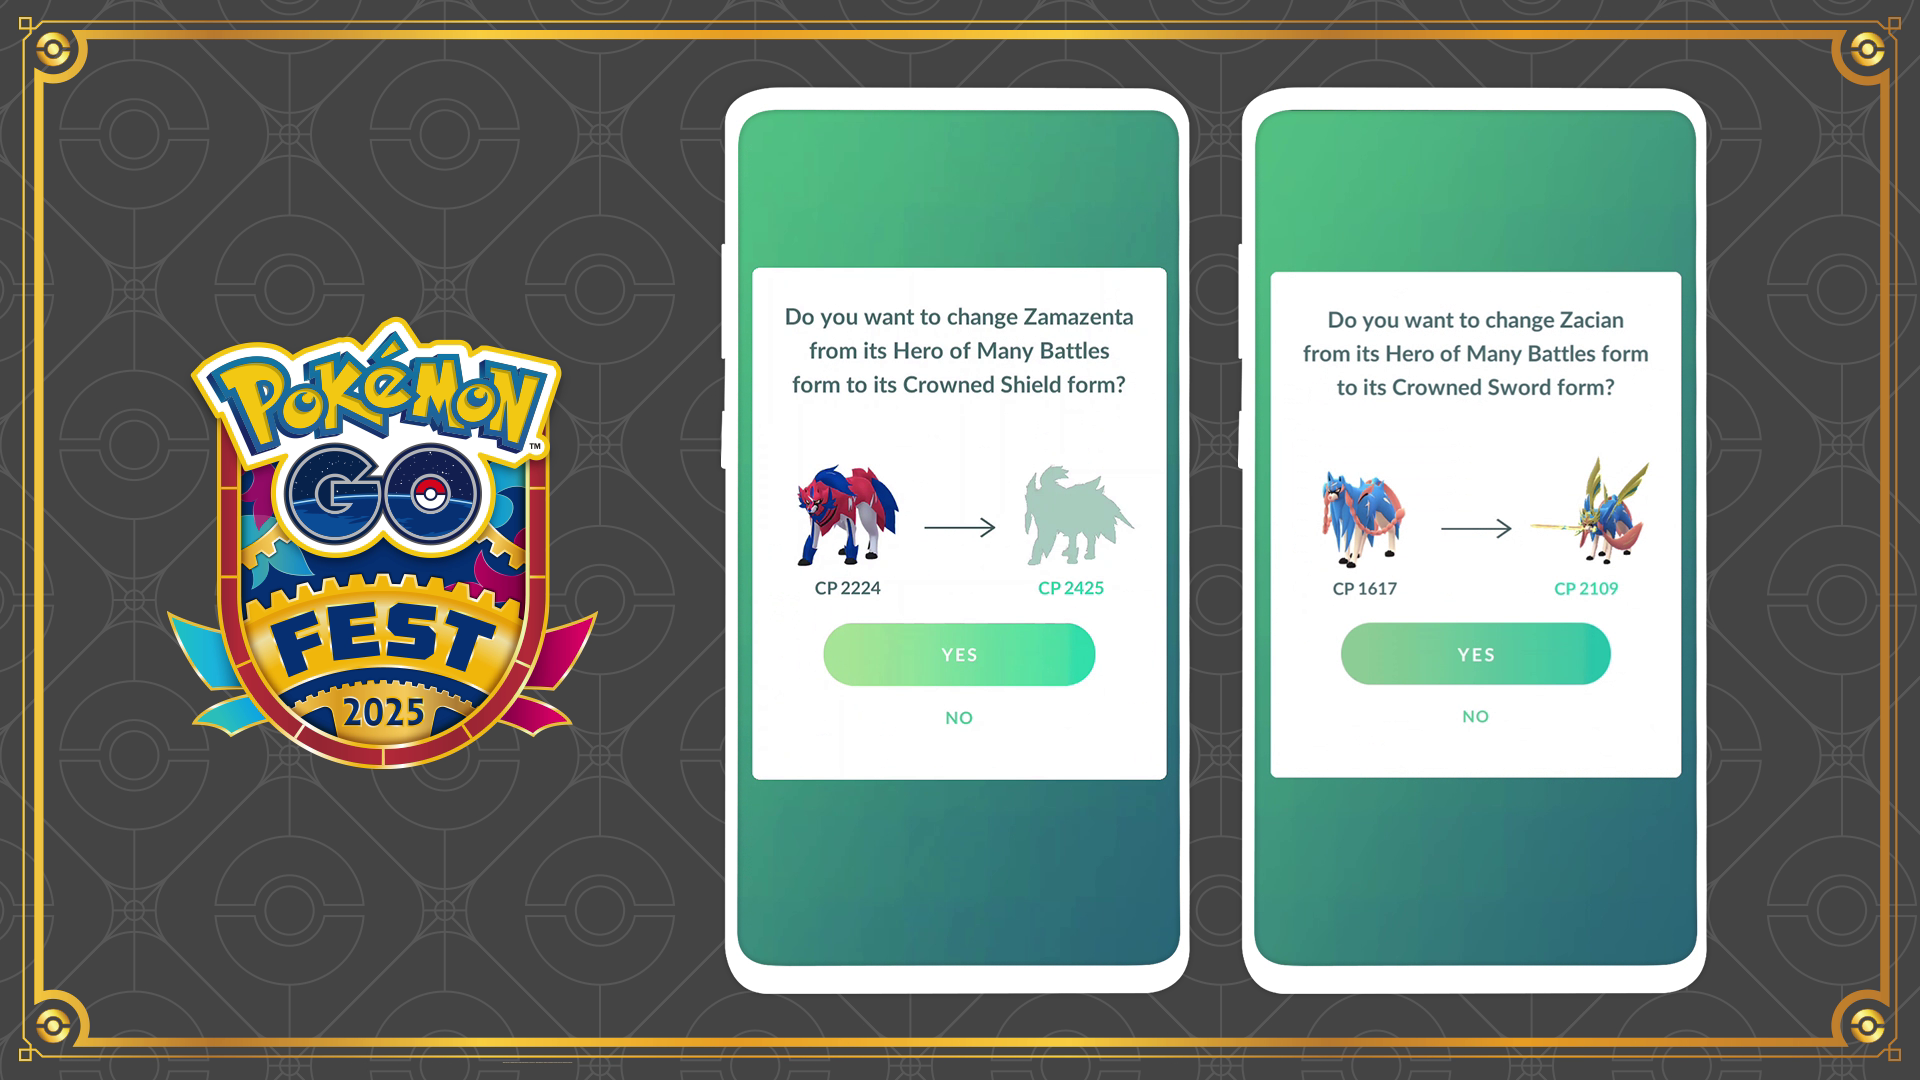 POKéMON
TM
GO
FEST
2025
Do you want to change Zamazenta
from its Hero of Many Battles
form to its Crowned Shield form?
CP 2224
CP 2425
YES
NO
Do you want to change Zacian
from its Hero of Many Battles form
to its Crowned Sword form?
CP 1617
CP 2109
YES
NO